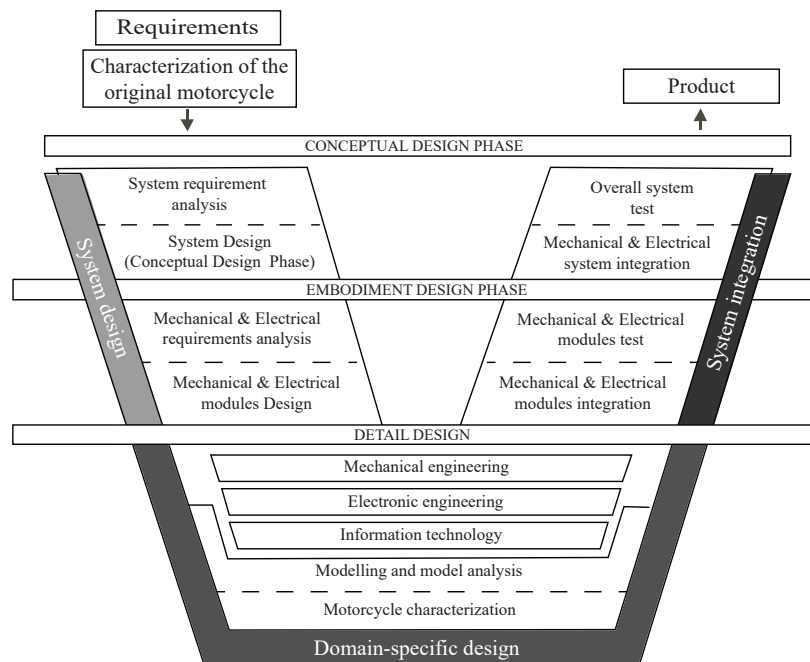 Requirements
Characterization of the
original motorcycle
Product
CONCEPTUAL DESIGN PHASE
System requirement
analysis
System Design
(Conceptual Design Phase)
Overall system
test
Mechanical & Electrical
system integration
System design
System integration
EMBODIMENT DESIGN PHASE
Mechanical & Electrical
requirements analysis
Mechanical & Electrical
modules Design
Mechanical & Electrical
modules test
Mechanical & Electrical
modules integration
DETAIL DESIGN
Mechanical engineering
Electronic engineering
Information technology
Modelling and model analysis
Motorcycle characterization
Domain-specific design